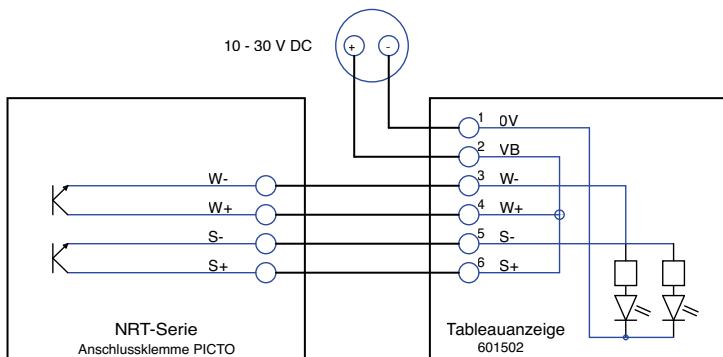 10 - 30 V DC
+ -
1 0V
2 VB
W- 3 W-
W+ 4 W+
S- 5 S-
S+ 6 S+
NRT-Serie
Anschlussklemme PICTO
Tableauanzeige
601502